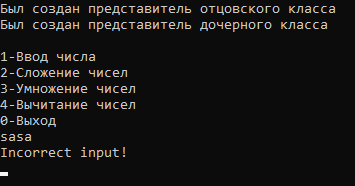 Был создан представитель отцовского класса
Был создан представитель дочерного класса
1-Ввод числа
2-Сложение чисел
3-Умножение чисел
4-Вычитание чисел
0-Выход
sasa
Incorrect input!